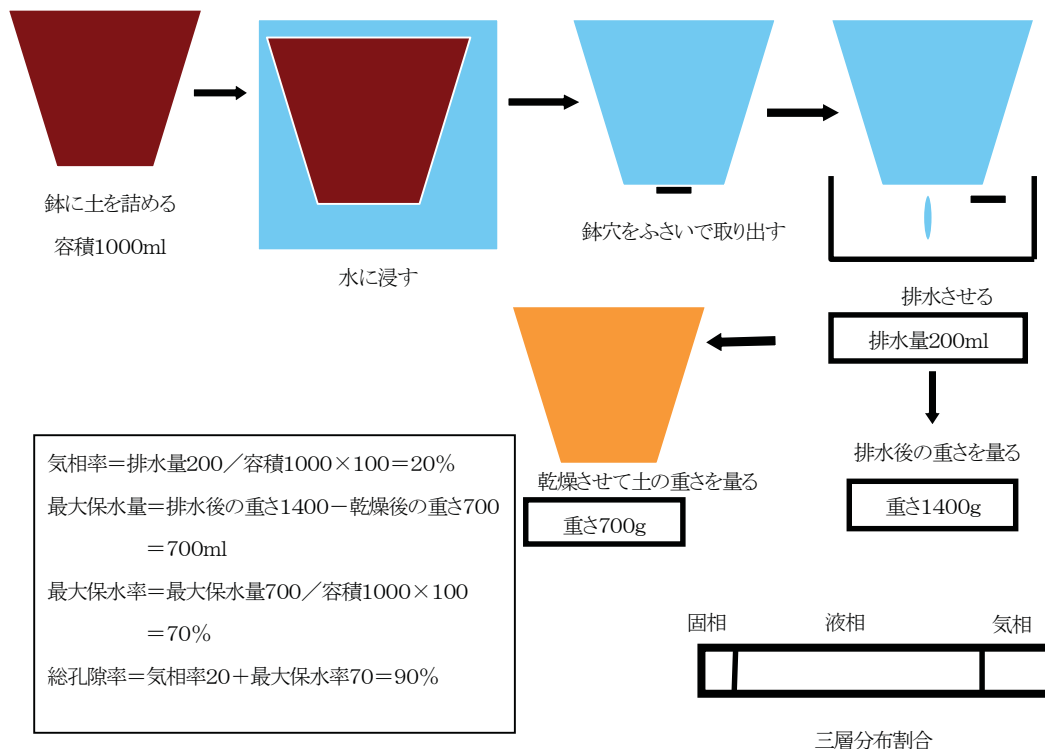 鉢に土を詰める
容積1000ml
水に浸す
鉢穴をふさいで取り出す
排水させる
排水量200ml
排水後の重さを量る
重さ1400g
乾燥させて土の重さを量る
重さ700g
気相率＝排水量200／容積1000×100＝20%
最大保水量＝排水後の重さ1400－乾燥後の重さ700
＝700ml
最大保水率＝最大保水量700／容積1000×100
＝70%
総孔隙率＝気相率20＋最大保水率70＝90%
固相 液相 気相
三層分布割合